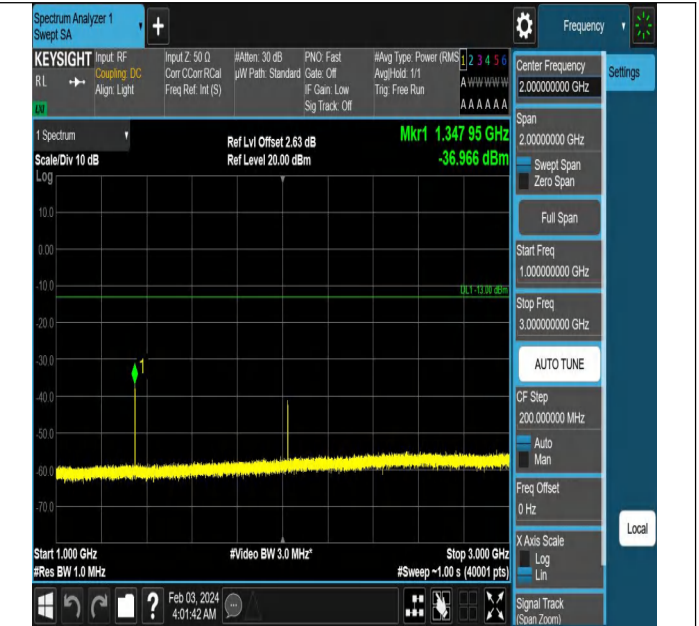 Spectrum Analyzer 1
Swept SA
+
Frequency
KEYSIGHT
RL
Input: RF
Coupling: DC
Align: Light
Input Z: 50 Ω
Corr CCorr RCal
Freq Ref: Int (S)
#Atten: 30 dB
µW Path: Standard
PNO: Fast
Gate: Off
IF Gain: Low
Sig Track: Off
#Avg Type: Power (RMS
Avg|Hold: 1/1
Trig: Free Run
1 2 3 4 5 6
A W W W W W
A A A A A A
1 Spectrum
Scale/Div 10 dB
Log
Ref Lvl Offset 2.63 dB
Ref Level 20.00 dBm
Mkr1 1.347 95 GHz
-36.966 dBm
10.0
0.00
-10.0
DL1 -13.00 dBm
-20.0
-30.0
1
-40.0
-50.0
-60.0
-70.0
Start 1.000 GHz
#Res BW 1.0 MHz
#Video BW 3.0 MHz*
Stop 3.000 GHz
#Sweep ~1.00 s (40001 pts)
Feb 03, 2024
4:01:42 AM
Center Frequency
2.00000000 GHz
Settings
Span
2.00000000 GHz
Swept Span
Zero Span
Full Span
Start Freq
1.000000000 GHz
Stop Freq
3.000000000 GHz
AUTO TUNE
CF Step
200.000000 MHz
Auto
Man
Freq Offset
0 Hz
X Axis Scale
Log
Lin
Local
Signal Track
(Span Zoom)